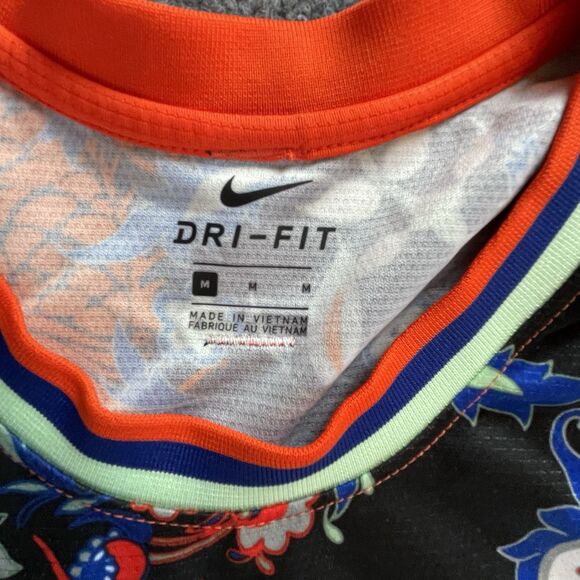 DRI-FIT
M M M
MADE IN VIETNAM
FABRIQUE AU VIETNAM